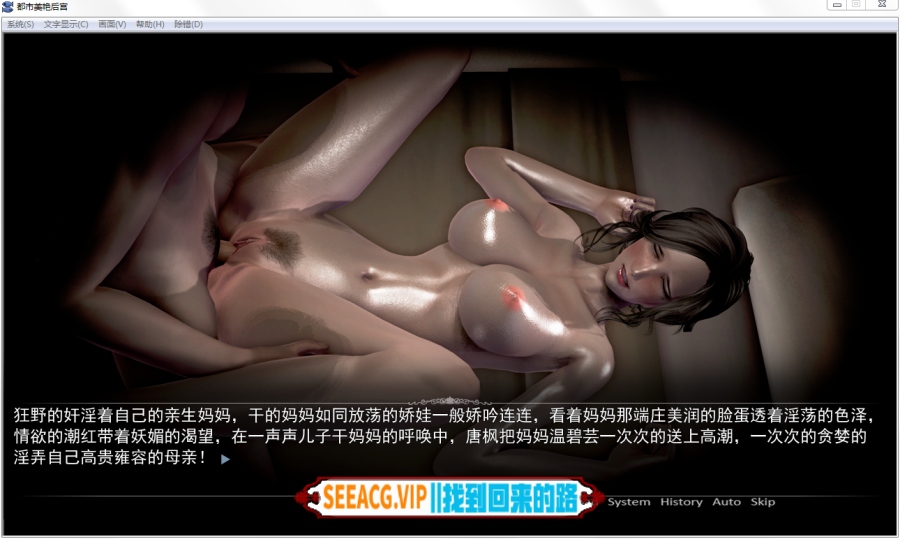 都市美艳后宫
系统(S) 文字显示(C) 画面(V) 帮助(H) 除错(D)
狂野的奸淫着自己的亲生妈妈，干的妈妈如同放荡的娇娃一般娇吟连连，看着妈妈那端庄美润的脸蛋透着淫荡的色泽，
情欲的潮红带着妖媚的渴望，在一声声儿子干妈妈的呼唤中，唐枫把妈妈温碧芸一次次的送上高潮，一次次的贪婪的
淫弄自己高贵雍容的母亲！
SEEACG.VIP||找到回来的路
System History Auto Skip